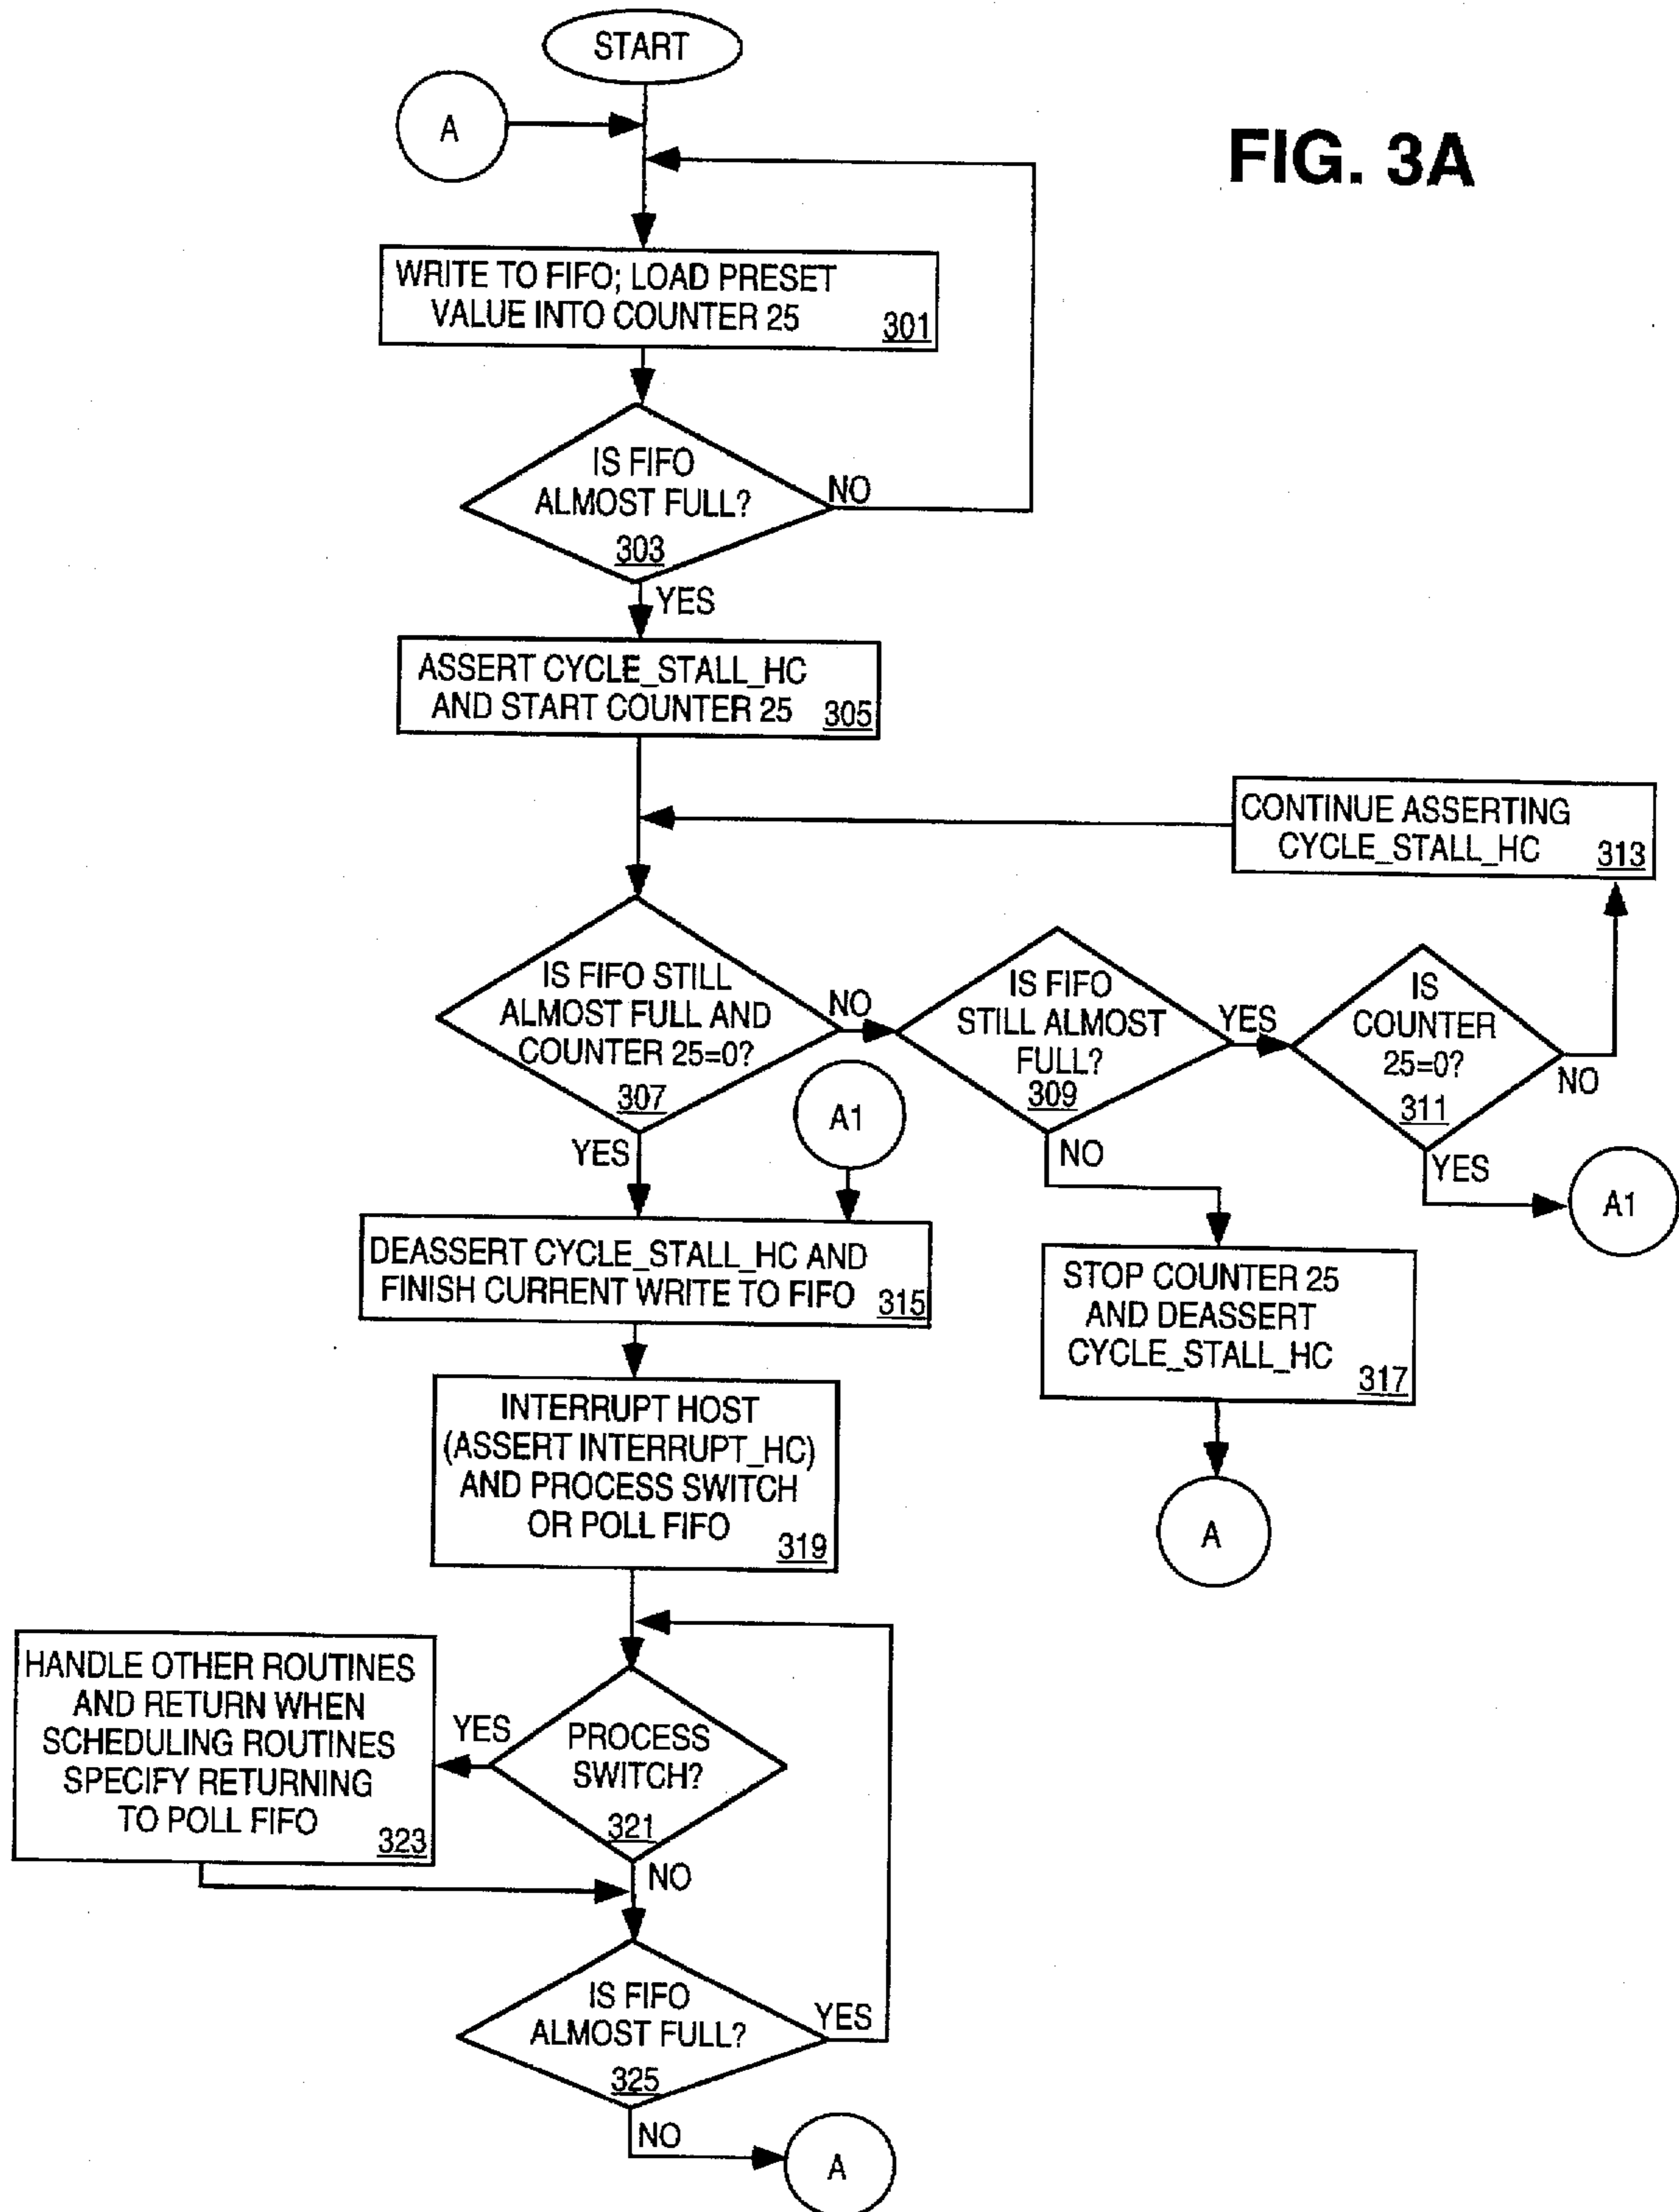 START
A
FIG. 3A
WRITE TO FIFO; LOAD PRESET
VALUE INTO COUNTER 25
301
IS FIFO
ALMOST FULL?
303
NO
YES
ASSERT CYCLE_STALL_HC
AND START COUNTER 25
305
CONTINUE ASSERTING
CYCLE_STALL_HC
313
IS FIFO STILL
ALMOST FULL AND
COUNTER 25=0?
307
NO
IS FIFO
STILL ALMOST
FULL?
309
YES
IS
COUNTER
25=0?
311
NO
YES
A1
NO
YES
A1
DEASSERT CYCLE_STALL_HC AND
FINISH CURRENT WRITE TO FIFO
315
STOP COUNTER 25
AND DEASSERT
CYCLE_STALL_HC
317
A
INTERRUPT HOST
(ASSERT INTERRUPT_HC)
AND PROCESS SWITCH
OR POLL FIFO
319
HANDLE OTHER ROUTINES
AND RETURN WHEN
SCHEDULING ROUTINES
SPECIFY RETURNING
TO POLL FIFO
323
YES
PROCESS
SWITCH?
321
NO
IS FIFO
ALMOST FULL?
325
YES
NO
A